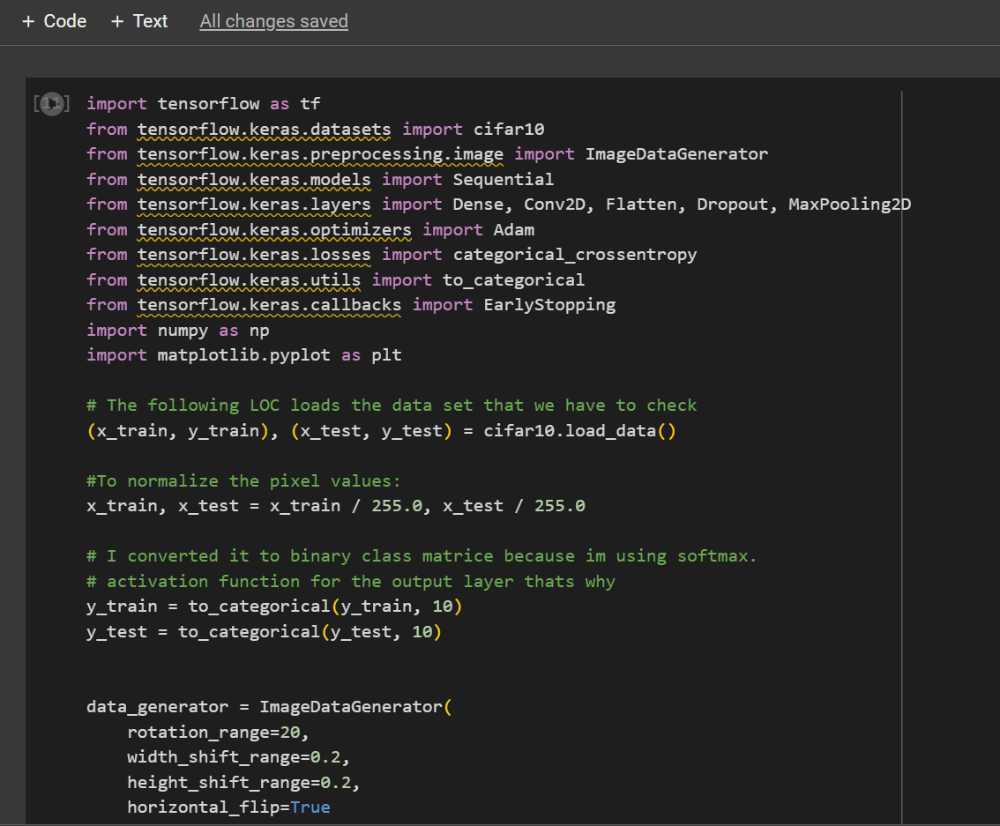 + Code + Text All changes saved
[11] import tensorflow as tf
from tensorflow.keras.datasets import cifar10
from tensorflow.keras.preprocessing.image import ImageDataGenerator
from tensorflow.keras.models import Sequential
from tensorflow.keras.layers import Dense, Conv2D, Flatten, Dropout, MaxPooling2D
from tensorflow.keras.optimizers import Adam
from tensorflow.keras.losses import categorical_crossentropy
from tensorflow.keras.utils import to_categorical
from tensorflow.keras.callbacks import EarlyStopping
import numpy as np
import matplotlib.pyplot as plt

# The following LOC loads the data set that we have to check
(x_train, y_train), (x_test, y_test) = cifar10.load_data()

#To normalize the pixel values:
x_train, x_test = x_train / 255.0, x_test / 255.0

# I converted it to binary class matrice because im using softmax.
# activation function for the output layer thats why
y_train = to_categorical(y_train, 10)
y_test = to_categorical(y_test, 10)


data_generator = ImageDataGenerator(
    rotation_range=20,
    width_shift_range=0.2,
    height_shift_range=0.2,
    horizontal_flip=True